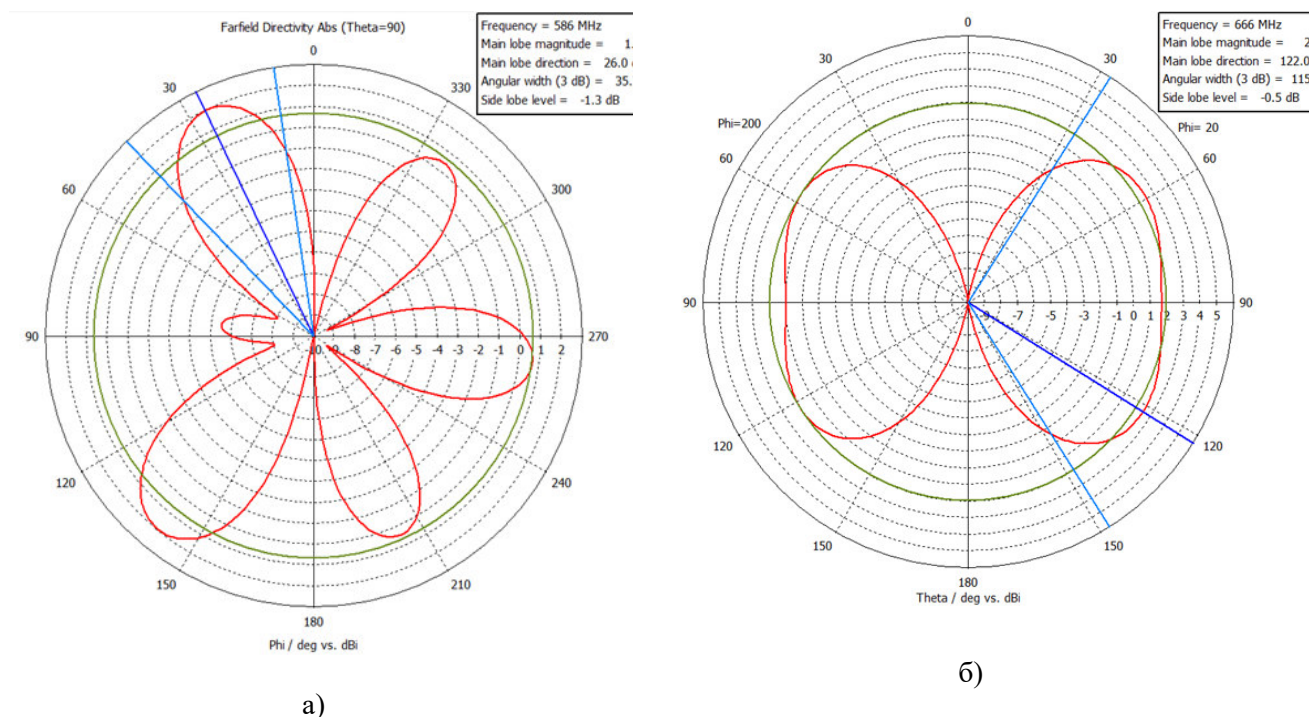 Farfield Directivity Abs (Theta=90)
Frequency = 586 MHz
Main lobe magnitude = 1.
Main lobe direction = 26.0
Angular width (3 dB) = 35.
Side lobe level = -1.3 dB
0
30
330
60
300
90
-9 -8 -7 -6 -5 -4 -3 -2 -1 0 2
270
120
240
150
210
180
Phi / deg vs. dBi
а)
Frequency = 666 MHz
Main lobe magnitude = 2
Main lobe direction = 122.0
Angular width (3 dB) = 115
Side lobe level = -0.5 dB
0
30
30
Phi=200
Phi= 20
60
60
90
-9 -7 -5 -3 -1 0 1 2 3 4 5
90
120
120
150
150
180
Theta / deg vs. dBi
б)